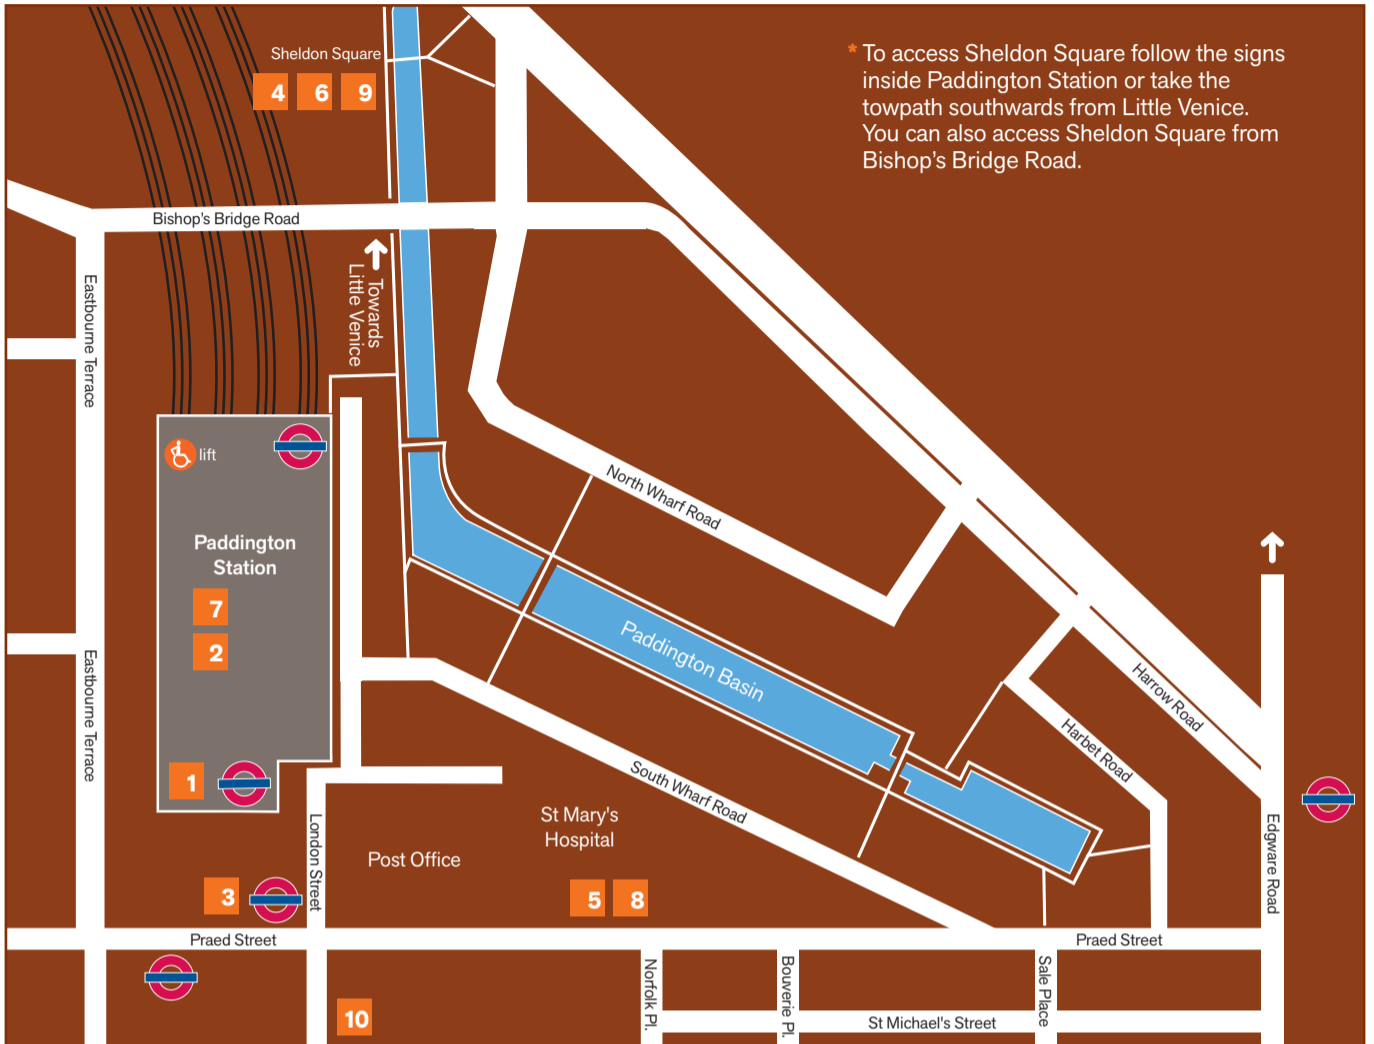 Sheldon Square
4 6 9
* To access Sheldon Square follow the signs
inside Paddington Station or take the
towpath southwards from Little Venice.
You can also access Sheldon Square from
Bishop's Bridge Road.
Bishop's Bridge Road
Towards
Little Venice
Eastbourne Terrace
lift
Paddington
Station
7
2
1
North Wharf Road
Paddington Basin
Harrow Road
Harbet Road
Eastbourne Terrace
South Wharf Road
St Mary's
Hospital
Post Office
London Street
Edgware Road
3
5 8
Praed Street
Praed Street
Norfolk Pl.
Bouverie Pl.
Sale Place
10
St Michael's Street